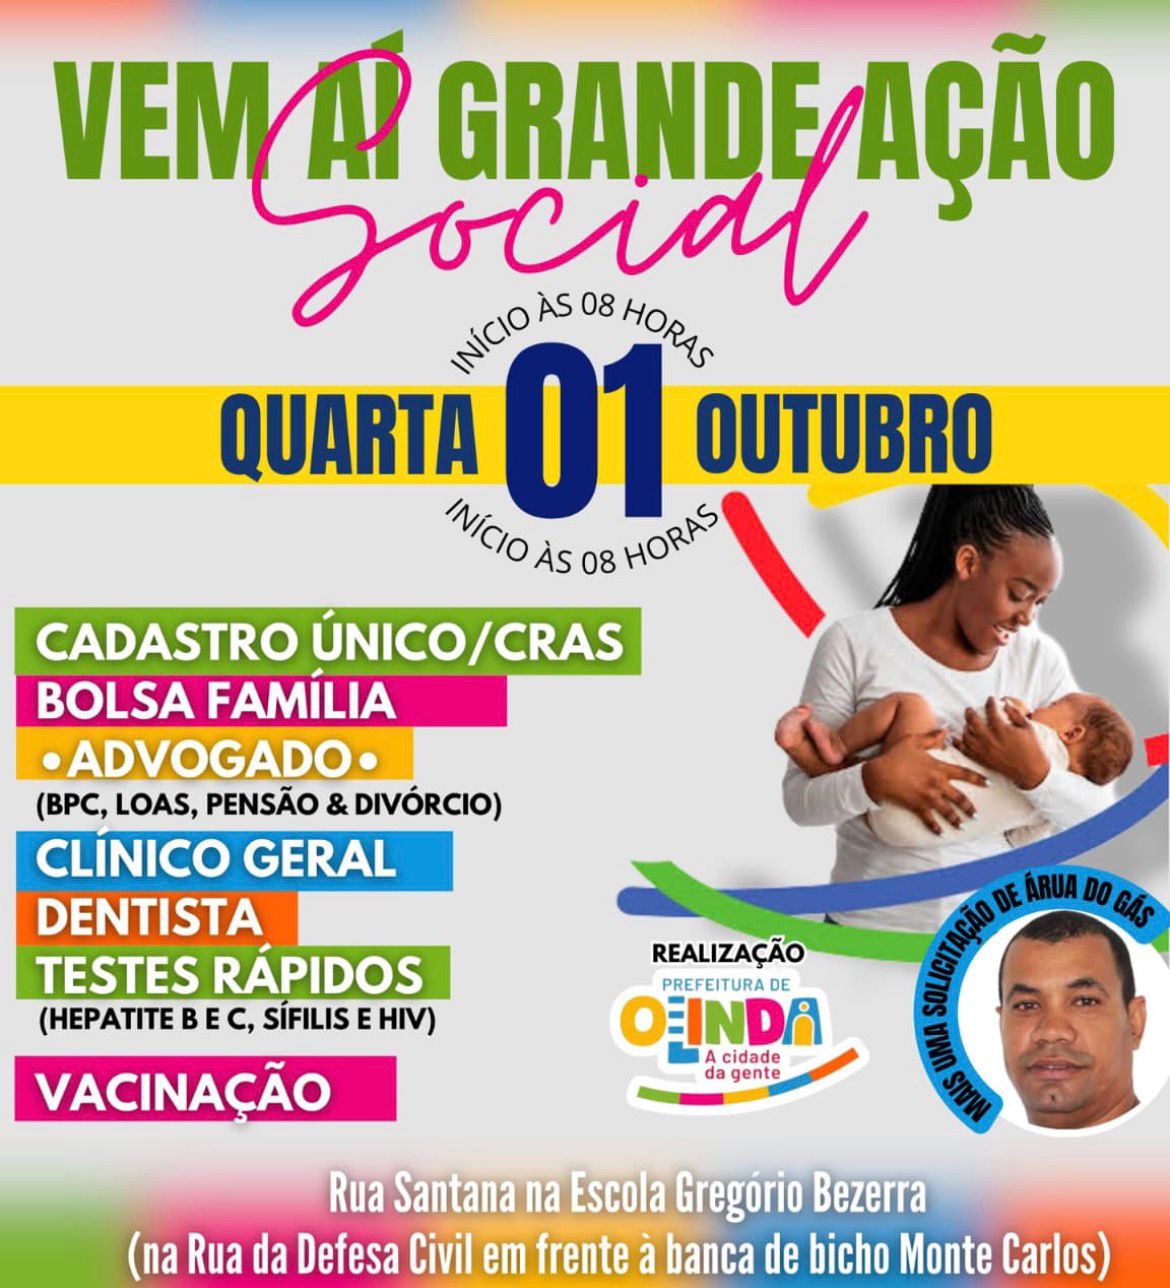 VEM AÍ GRANDE AÇÃO
Social
INÍCIO ÀS 08 HORAS
QUARTA 01 OUTUBRO
INÍCIO ÀS 08 HORAS
CADASTRO ÚNICO/CRAS
BOLSA FAMÍLIA
•ADVOGADO•
(BPC, LOAS, PENSÃO & DIVÓRCIO)
CLÍNICO GERAL
DENTISTA
TESTES RÁPIDOS
(HEPATITE B E C, SÍFILIS E HIV)
VACINAÇÃO
REALIZAÇÃO
PREFEITURA DE
OLINDA
A cidade
da gente
MAIS UMA SOLICITAÇÃO DE ÁRUA DO GÁS
Rua Santana na Escola Gregório Bezerra
(na Rua da Defesa Civil em frente à banca de bicho Monte Carlos)